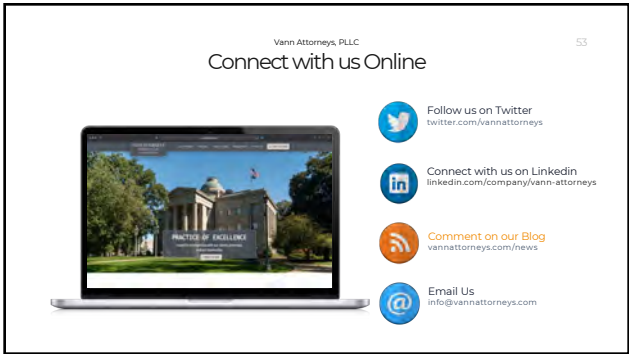 Vann Attorneys, PLLC
53
Connect with us Online
Follow us on Twitter
twitter.com/vannattorneys
Connect with us on Linkedin
linkedin.com/company/vann-attorneys
Comment on our Blog
vannattorneys.com/news
Email Us
info@vannattorneys.com
PRACTICE OF EXCELLENCE